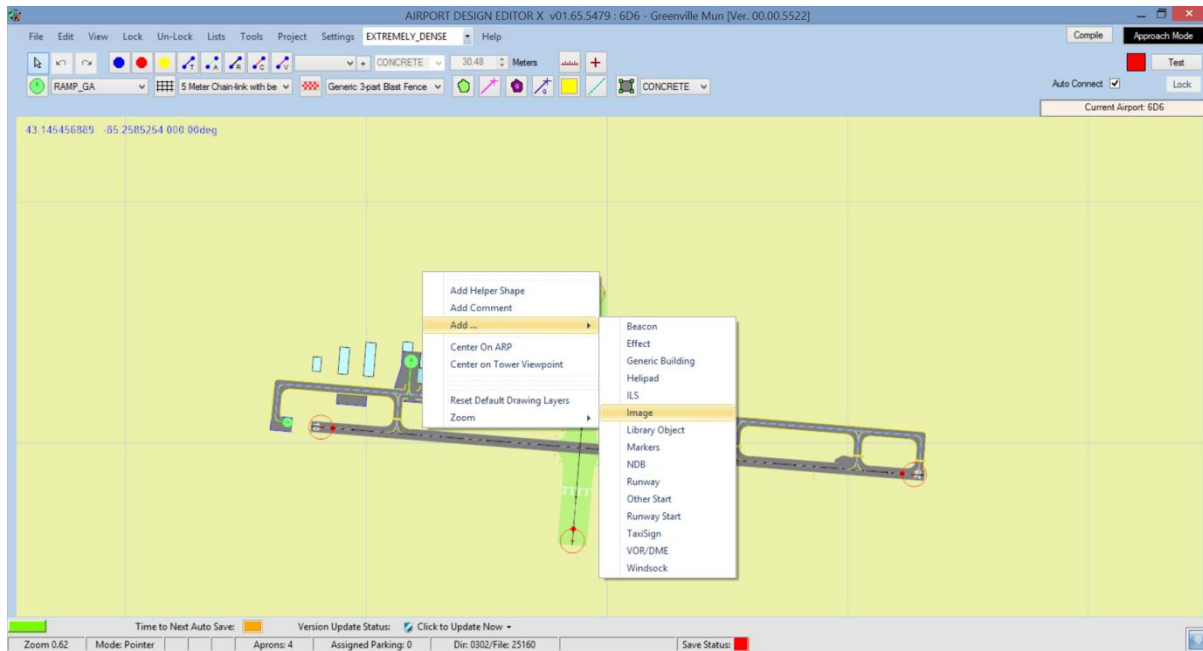 AIRPORT DESIGN EDITOR X v01.65.5479 : 6D6 - Greenville Mun [Ver. 00.00.5522]
File Edit View Lock Un-Lock Lists Tools Project Settings EXTREMELY_DENSE Help Compile Approach Mode
CONCRETE 30.48 Meters Test
RAMP_GA 5 Meter Chain-link with be Generic 3-part Blast Fence CONCRETE Auto Connect Lock
Current Airport: 6D6
43.145456889 -85.2585254 000.00deg
Add Helper Shape
Add Comment
Add ...
Center On ARP
Center on Tower Viewpoint
Reset Default Drawing Layers
Zoom
Beacon
Effect
Generic Building
Helipad
ILS
Image
Library Object
Markers
NDB
Runway
Other Start
Runway Start
TaxiSign
VOR/DME
Windsock
Time to Next Auto Save: Version Update Status: Click to Update Now
Zoom 0.62 Mode: Pointer Aprons: 4 Assigned Parking: 0 Dir: 0302/File: 25160 Save Status: